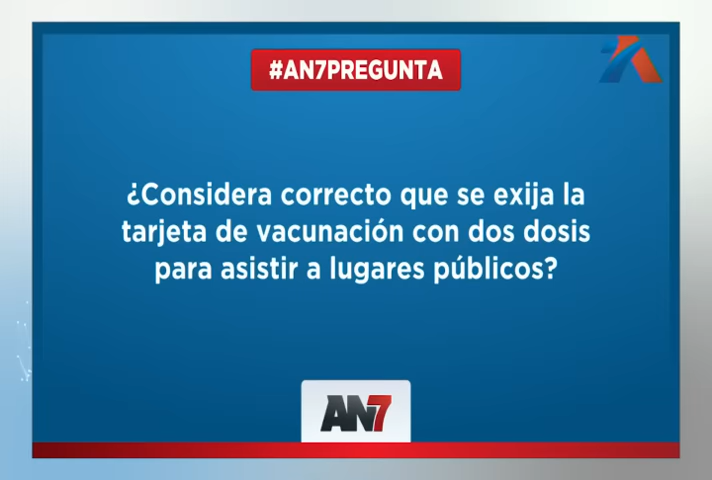 #AN7PREGUNTA
¿Considera correcto que se exija la
tarjeta de vacunación con dos dosis
para asistir a lugares públicos?
AN7